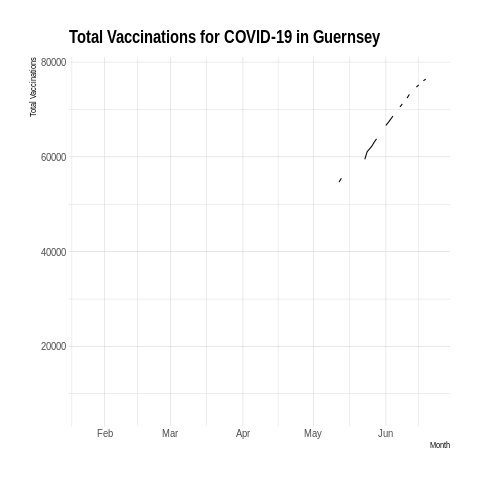 Total Vaccinations for COVID-19 in Guernsey
Total Vaccinations
80000
60000
40000
20000
Feb Mar Apr May Jun
Month